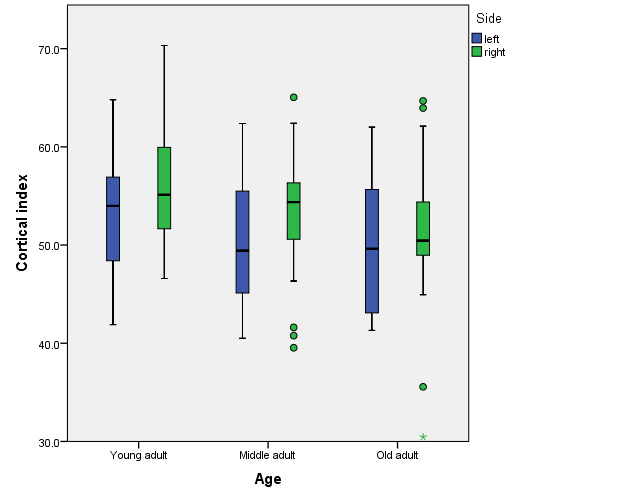 Side
left
right
70.0
60.0
50.0
40.0
30.0
Cortical index
Young adult
Middle adult
Old adult
Age